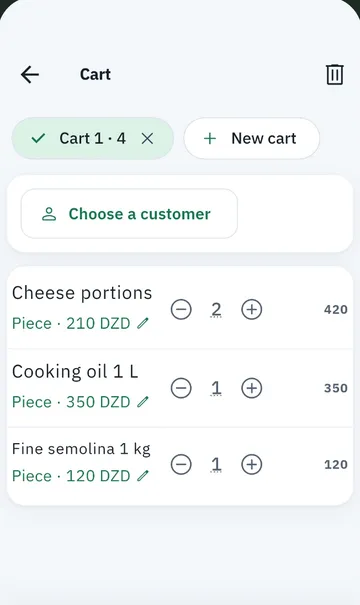 Cart
Cart 1 · 4
New cart
Choose a customer
Cheese portions
Piece · 210 DZD
2
420
Cooking oil 1 L
Piece · 350 DZD
1
350
Fine semolina 1 kg
Piece · 120 DZD
1
120